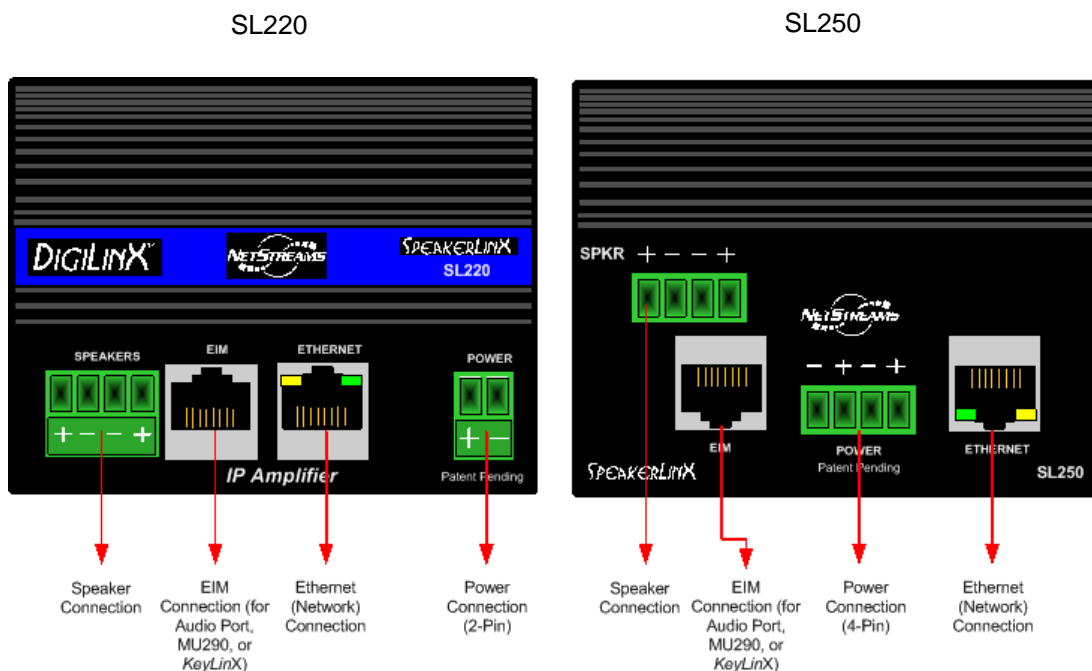 SL220
SL250
DIGILINX™
NETSTREAMS
SPEAKERLINX
SL220
SPEAKERS
EIM
ETHERNET
POWER
+ - - +
+ -
IP Amplifier
Patent Pending
Speaker
Connection
EIM
Connection (for
Audio Port,
MU290, or
KeyLinX)
Ethernet
(Network)
Connection
Power
Connection
(2-Pin)
SPKR + - - +
NETSTREAMS
- + - +
EIM
POWER
Patent Pending
ETHERNET
SPEAKERLINX
SL250
Speaker
Connection
EIM
Connection (for
Audio Port,
MU290, or
KeyLinX)
Power
Connection
(4-Pin)
Ethernet
(Network)
Connection